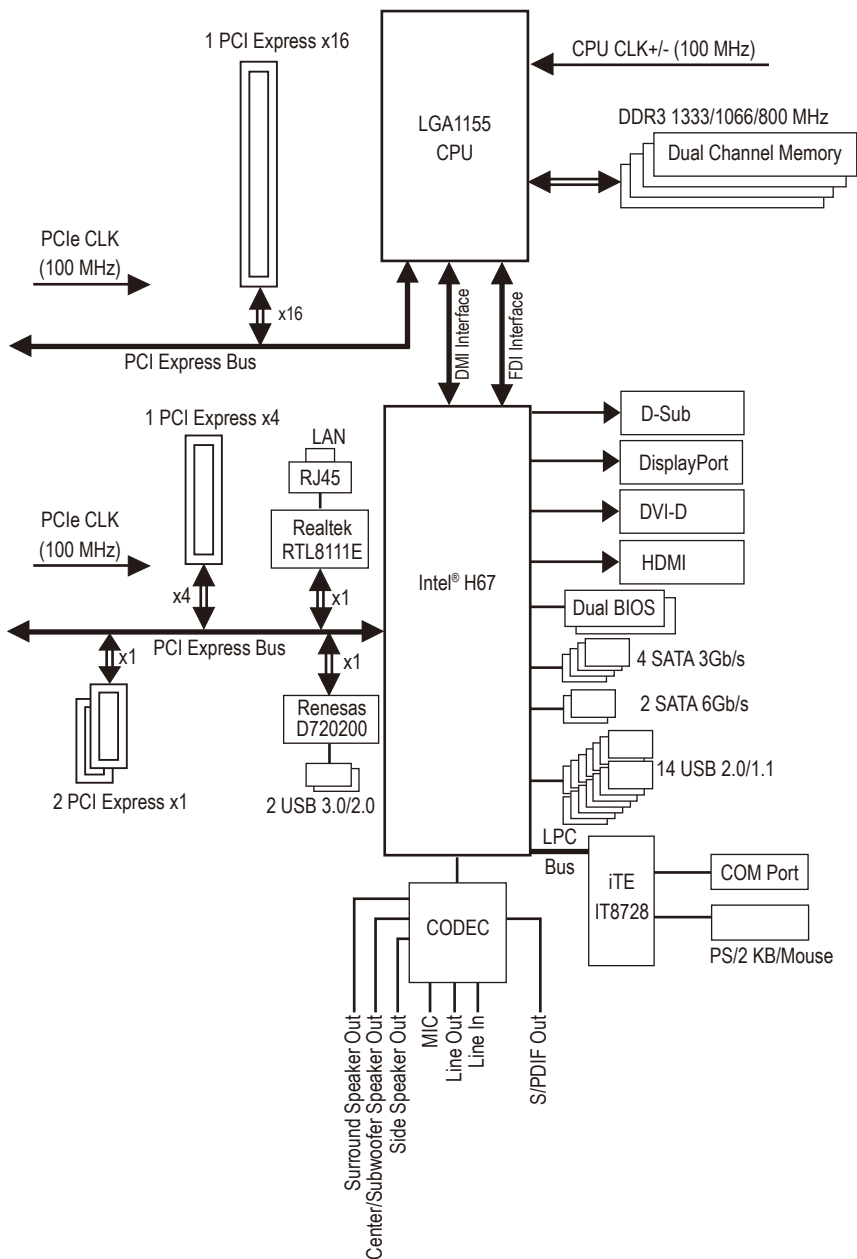 1 PCI Express x16
CPU CLK+/- (100 MHz)
LGA1155
CPU
DDR3 1333/1066/800 MHz
Dual Channel Memory
PCIe CLK
(100 MHz)
x16
PCI Express Bus
DMI Interface
FDI Interface
1 PCI Express x4
LAN
RJ45
Realtek
RTL8111E
PCIe CLK
(100 MHz)
x4
x1
PCI Express Bus
x1
x1
Renesas
D720200
2 PCI Express x1
2 USB 3.0/2.0
Intel® H67
D-Sub
DisplayPort
DVI-D
HDMI
Dual BIOS
4 SATA 3Gb/s
2 SATA 6Gb/s
14 USB 2.0/1.1
LPC
Bus
iTE
IT8728
COM Port
PS/2 KB/Mouse
CODEC
Surround Speaker Out
Center/Subwoofer Speaker Out
Side Speaker Out
MIC
Line Out
Line In
S/PDIF Out